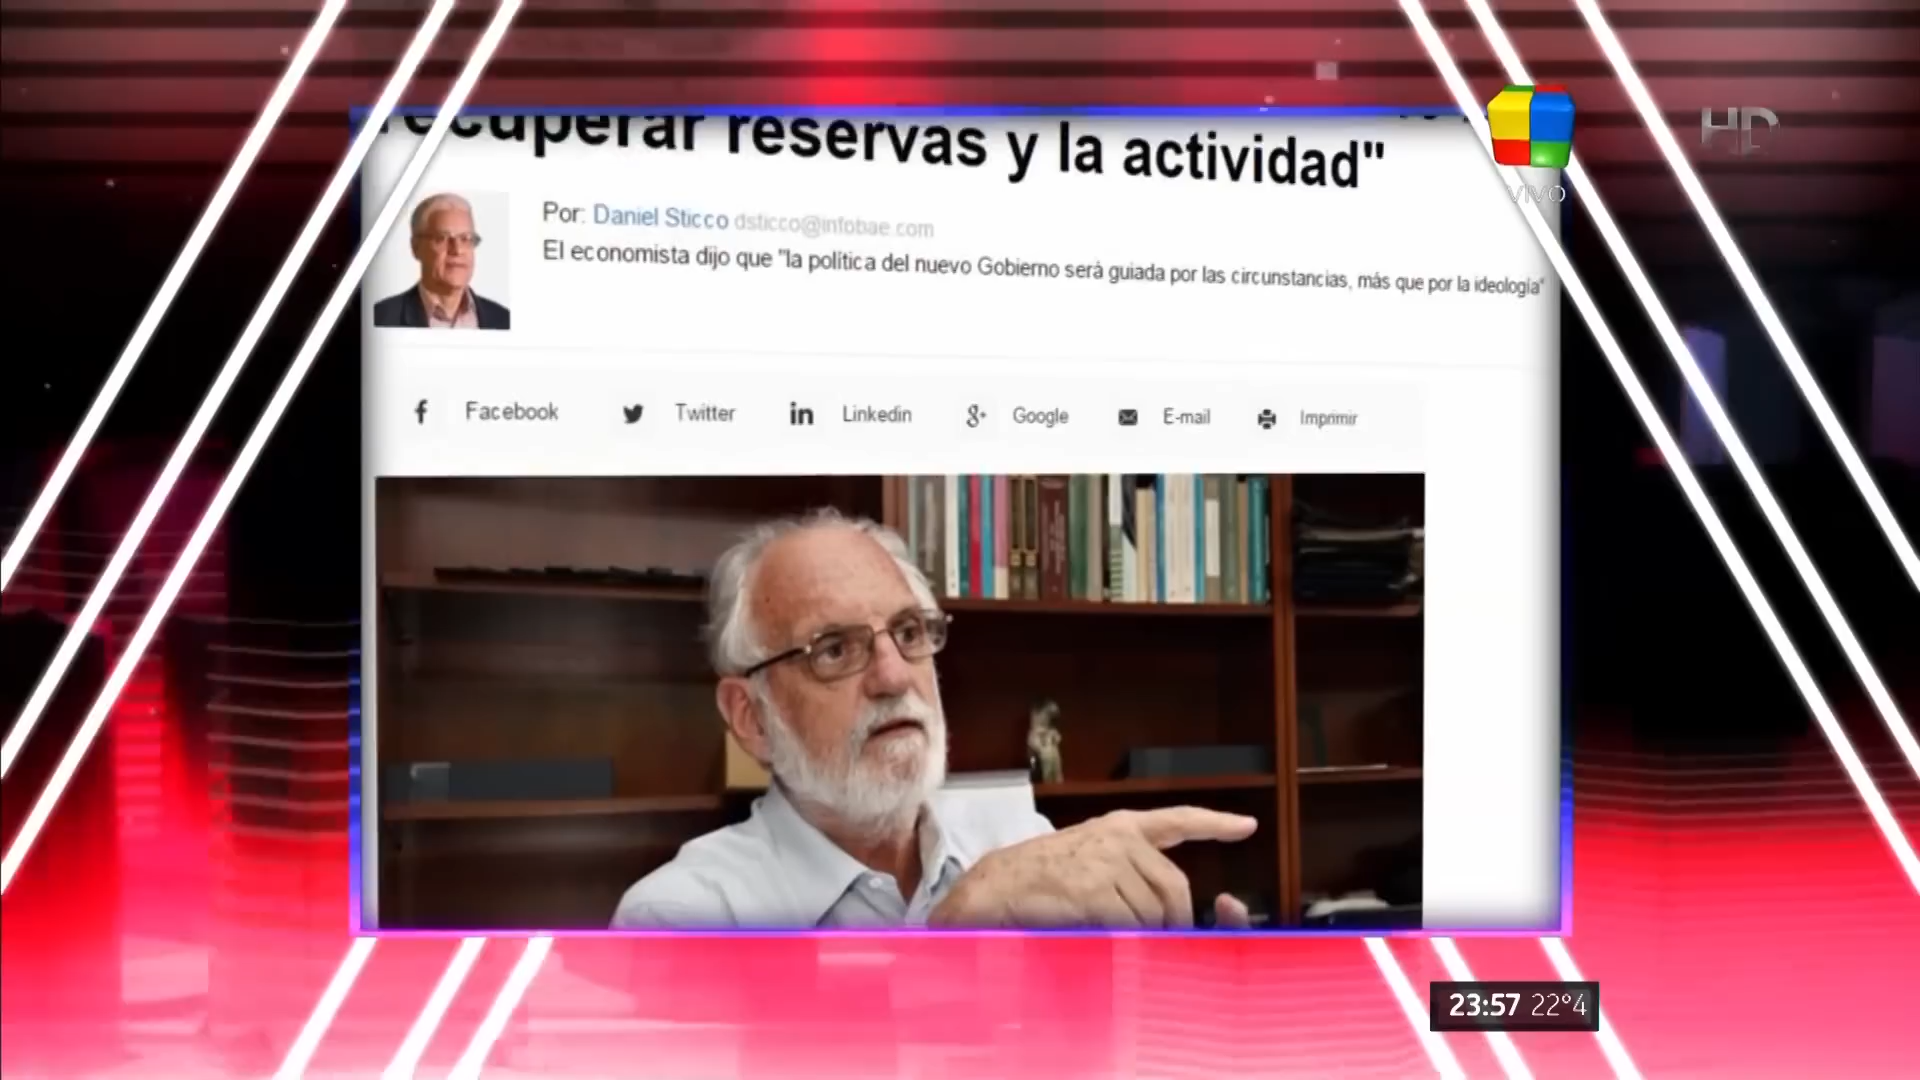 recuperar reservas y la actividad"
HD
VIVO
Por: Daniel Sticco dsticco@infobae.com
El economista dijo que "la política del nuevo Gobierno será guiada por las circunstancias, más que por la ideología"
Facebook Twitter Linkedin Google E-mail Imprimir
23:57 22°4